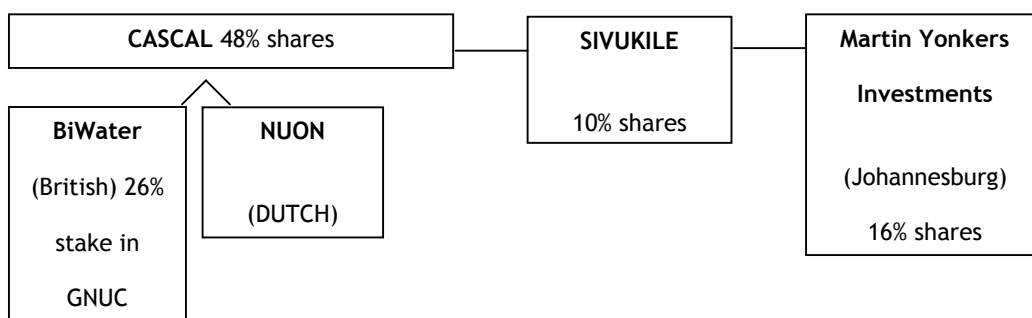 CASCAL 48% shares
SIVUKILE
10% shares
Martin Yonkers
Investments
(Johannesburg)
16% shares
BiWater
(British) 26%
stake in
GNUC
NUON
(DUTCH)